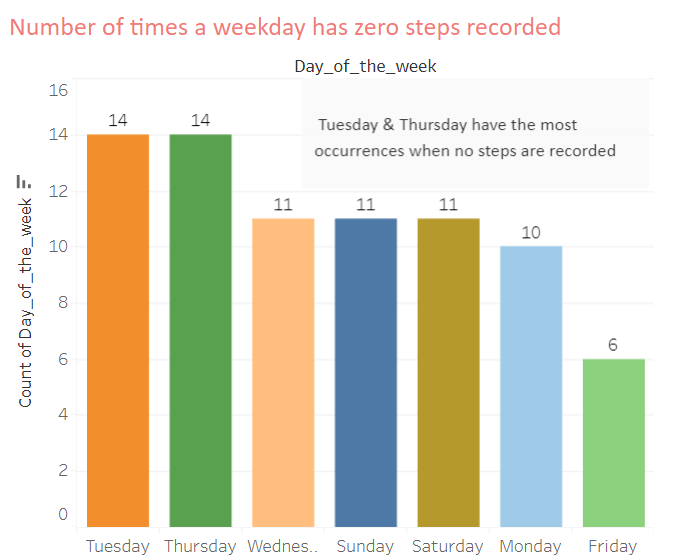 Number of times a weekday has zero steps recorded
Day_of_the_week
Tuesday & Thursday have the most
occurrences when no steps are recorded
Count of Day_of_the_week
16
14
12
10
8
6
4
2
0
14
14
11
11
11
10
6
Tuesday
Thursday
Wednes..
Sunday
Saturday
Monday
Friday